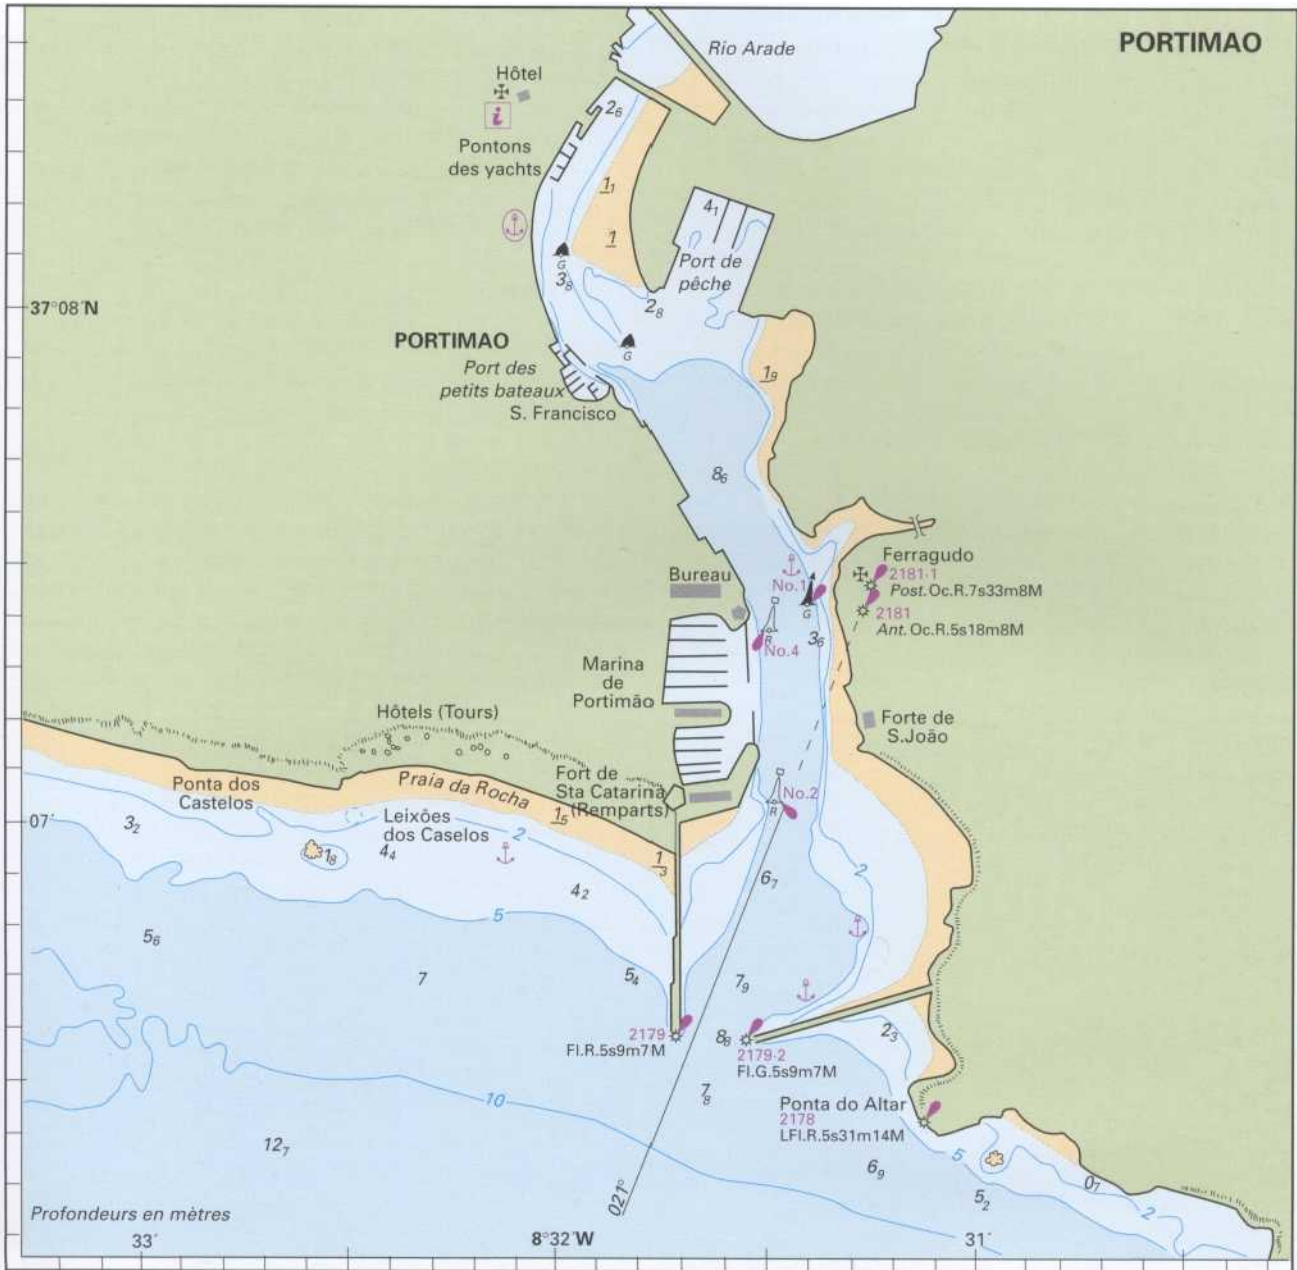 PORTIMAO
Rio Arade
Hôtel
i
Pontons
des yachts
2₆
1₁
1
4₁
Port de
pêche
G
3₈
2₈
37°08´N
PORTIMAO
G
Port des
petits bateaux
S. Francisco
1₉
8₆
Ferragudo
2181·1
Post. Oc.R.7s33m8M
2181
Ant. Oc.R.5s18m8M
Bureau
No.1
G
R
No.4
3₆
Marina
de
Portimão
Hôtels (Tours)
Forte de
S.João
Fort de
Sta Catarina
(Remparts)
Ponta dos
Castelos
Praia da Rocha
1₅
No.2
R
07´
3₂
Leixões
dos Caselos
1₈
4₄
2
1₃
4₂
6₇
2
5
5₆
7
5₄
7₉
2179
Fl.R.5s9m7M
8₈
2179·2
Fl.G.5s9m7M
2₃
10
7₈
Ponta do Altar
2178
LFl.R.5s31m14M
12₇
021°
6₉
5
5₂
0₇
2
Profondeurs en mètres
33´
8°32´W
31´